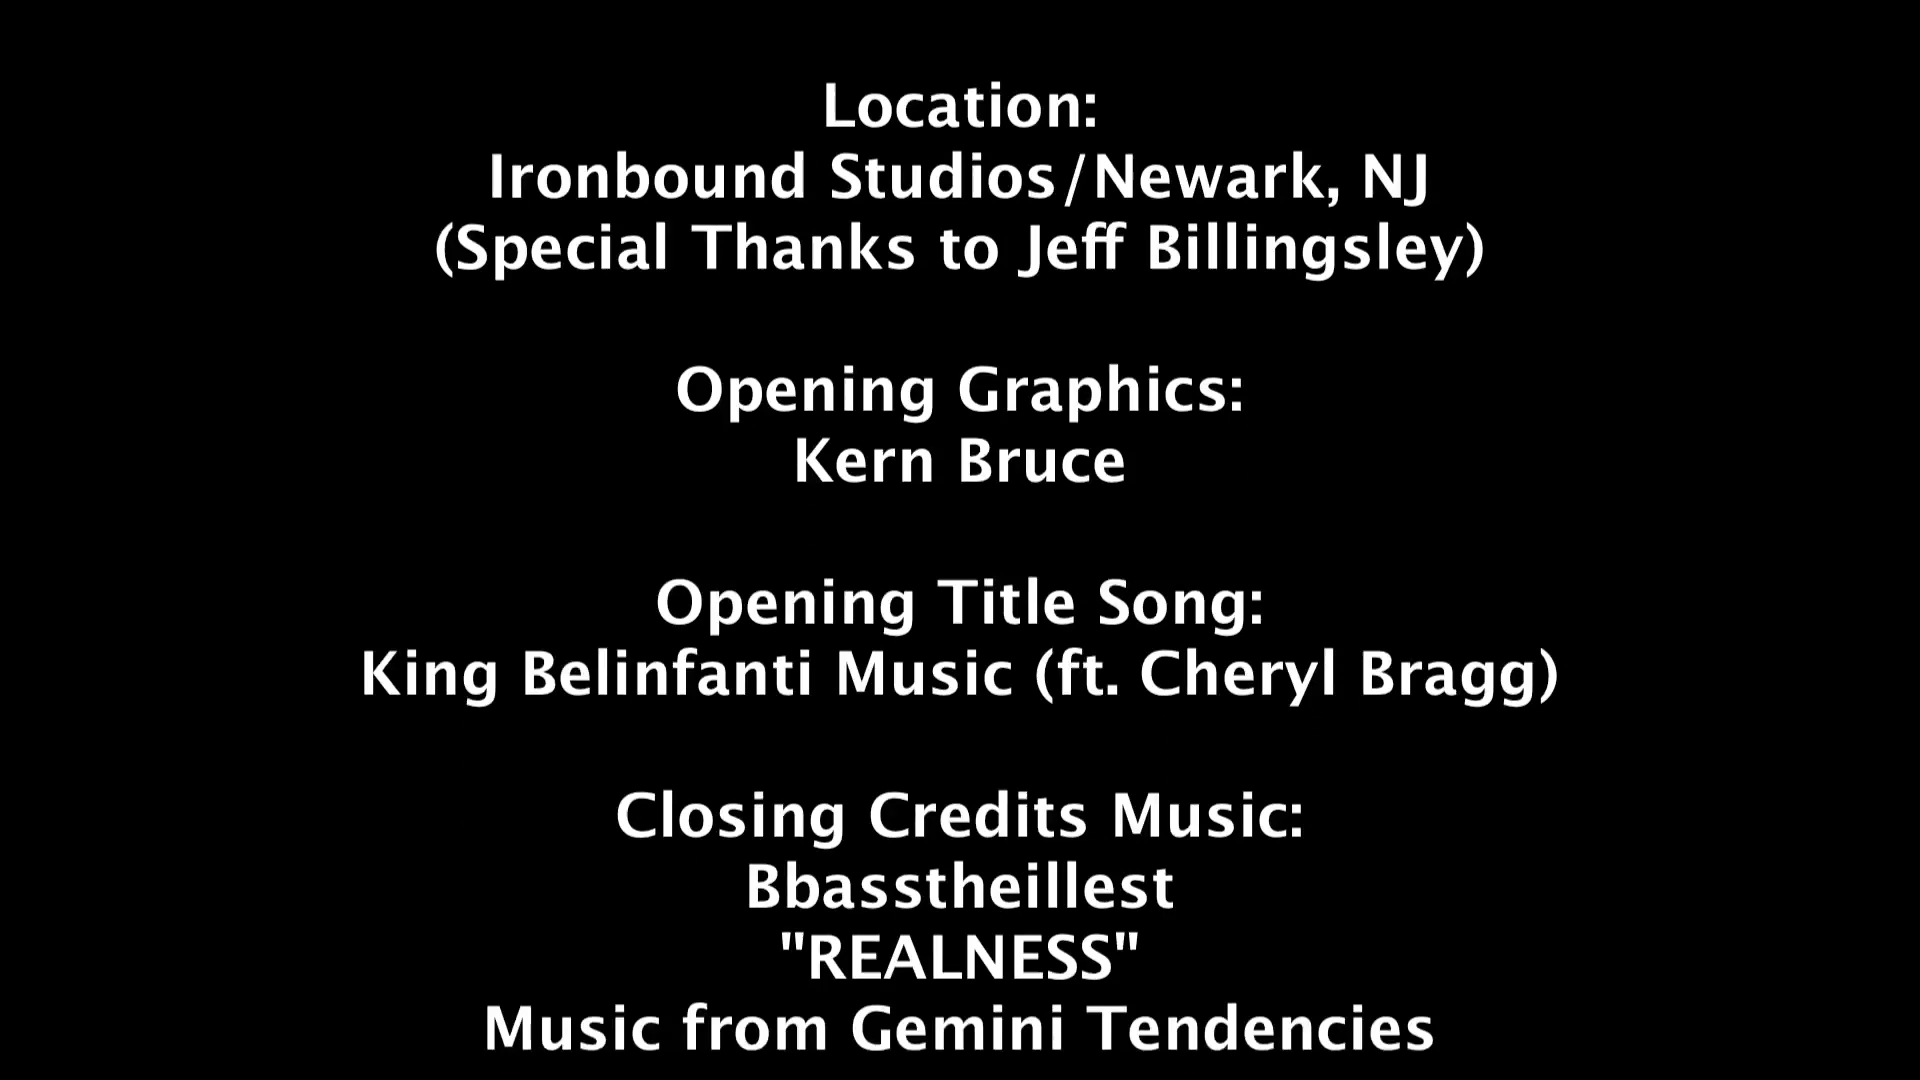 Location:
Ironbound Studios/Newark, NJ
(Special Thanks to Jeff Billingsley)
Opening Graphics:
Kern Bruce
Opening Title Song:
King Belinfanti Music (ft. Cheryl Bragg)
Closing Credits Music:
Bbasstheillest
"REALNESS"
Music from Gemini Tendencies